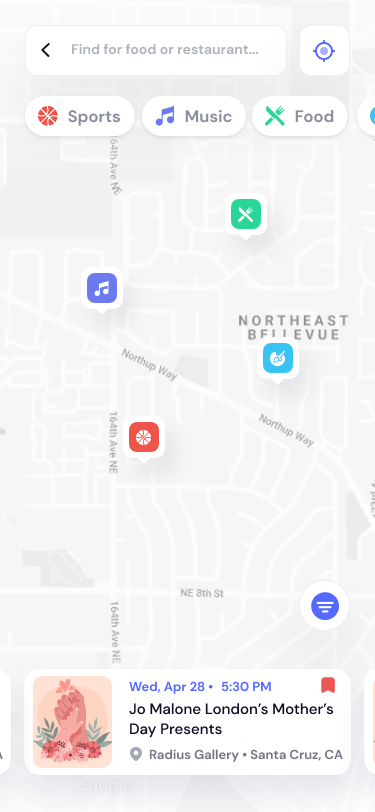 Find for food or restaurant...
Sports
Music
Food
164th Ave NE
NORTHEAST
BELLEVUE
Northup Way
164th Ave NE
Northup Way
NE 8th St
164th Ave NE
Wed, Apr 28 • 5:30 PM
Jo Malone London's Mother's
Day Presents
Radius Gallery • Santa Cruz, CA
Google